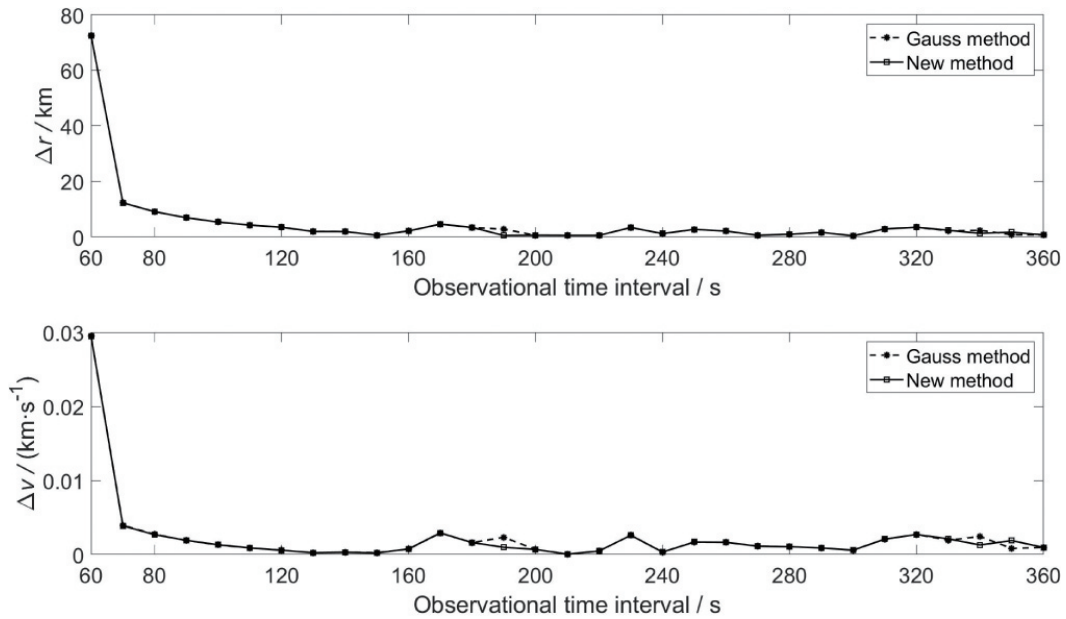 80
60
40
20
0
Δr / km
Gauss method
New method
60 80 120 160 200 240 280 320 360
Observational time interval / s
0.03
0.02
0.01
0
Δv / (km·s⁻¹)
Gauss method
New method
60 80 120 160 200 240 280 320 360
Observational time interval / s